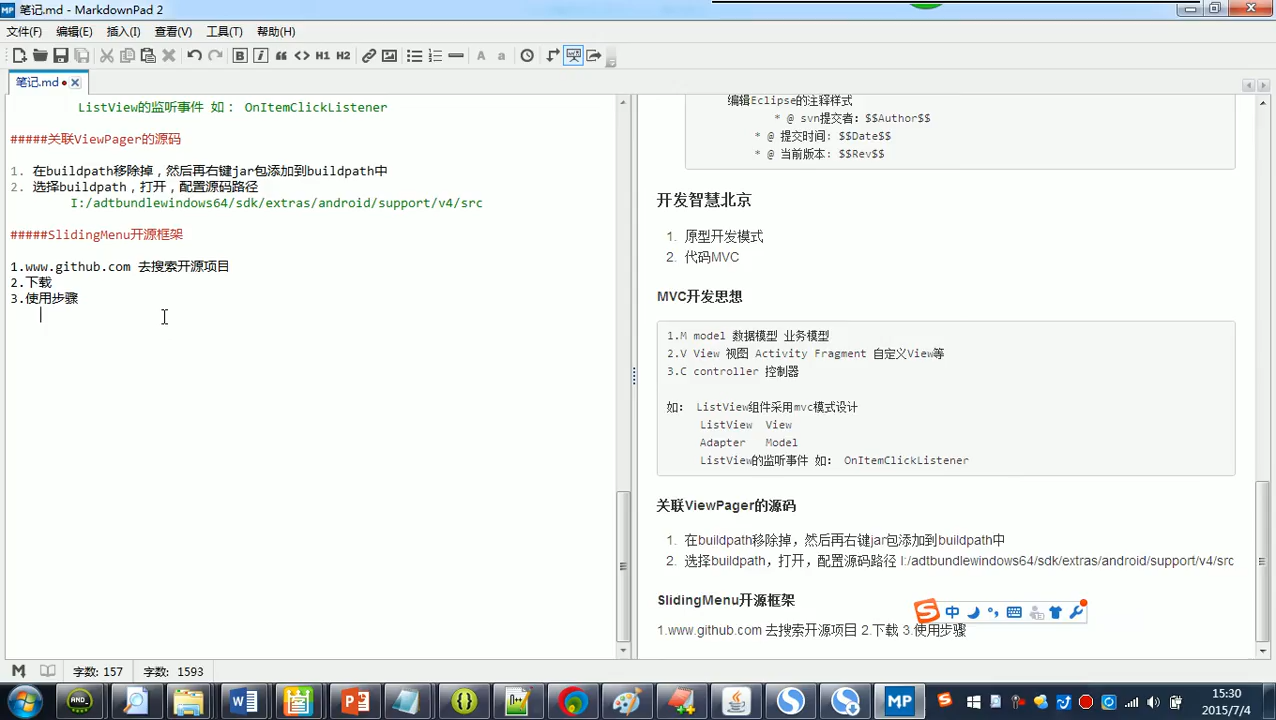 笔记.md - MarkdownPad 2
文件(F) 编辑(E) 插入(I) 查看(V) 工具(T) 帮助(H)
B i H1 H2 A a
笔记.md
ListView的监听事件 如： OnItemClickListener
#####关联ViewPager的源码
1. 在buildpath移除掉，然后再右键jar包添加到buildpath中
2. 选择buildpath，打开，配置源码路径
I:/adtbundlewindows64/sdk/extras/android/support/v4/src
#####SlidingMenu开源框架
1.www.github.com 去搜索开源项目
2.下载
3.使用步骤
编辑Eclipse的注释样式
* @ svn提交者: $$Author$$
* @ 提交时间: $$Date$$
* @ 当前版本: $$Rev$$
开发智慧北京
1. 原型开发模式
2. 代码MVC
MVC开发思想
1.M model 数据模型 业务模型
2.V View 视图 Activity Fragment 自定义View等
3.C controller 控制器
如: ListView组件采用mvc模式设计
ListView View
Adapter Model
ListView的监听事件 如: OnItemClickListener
关联ViewPager的源码
1. 在buildpath移除掉，然后再右键jar包添加到buildpath中
2. 选择buildpath，打开，配置源码路径 I:/adtbundlewindows64/sdk/extras/android/support/v4/src
SlidingMenu开源框架
中
1.www.github.com 去搜索开源项目 2.下载 3.使用步骤
字数: 157 字数: 1593
15:30
2015/7/4